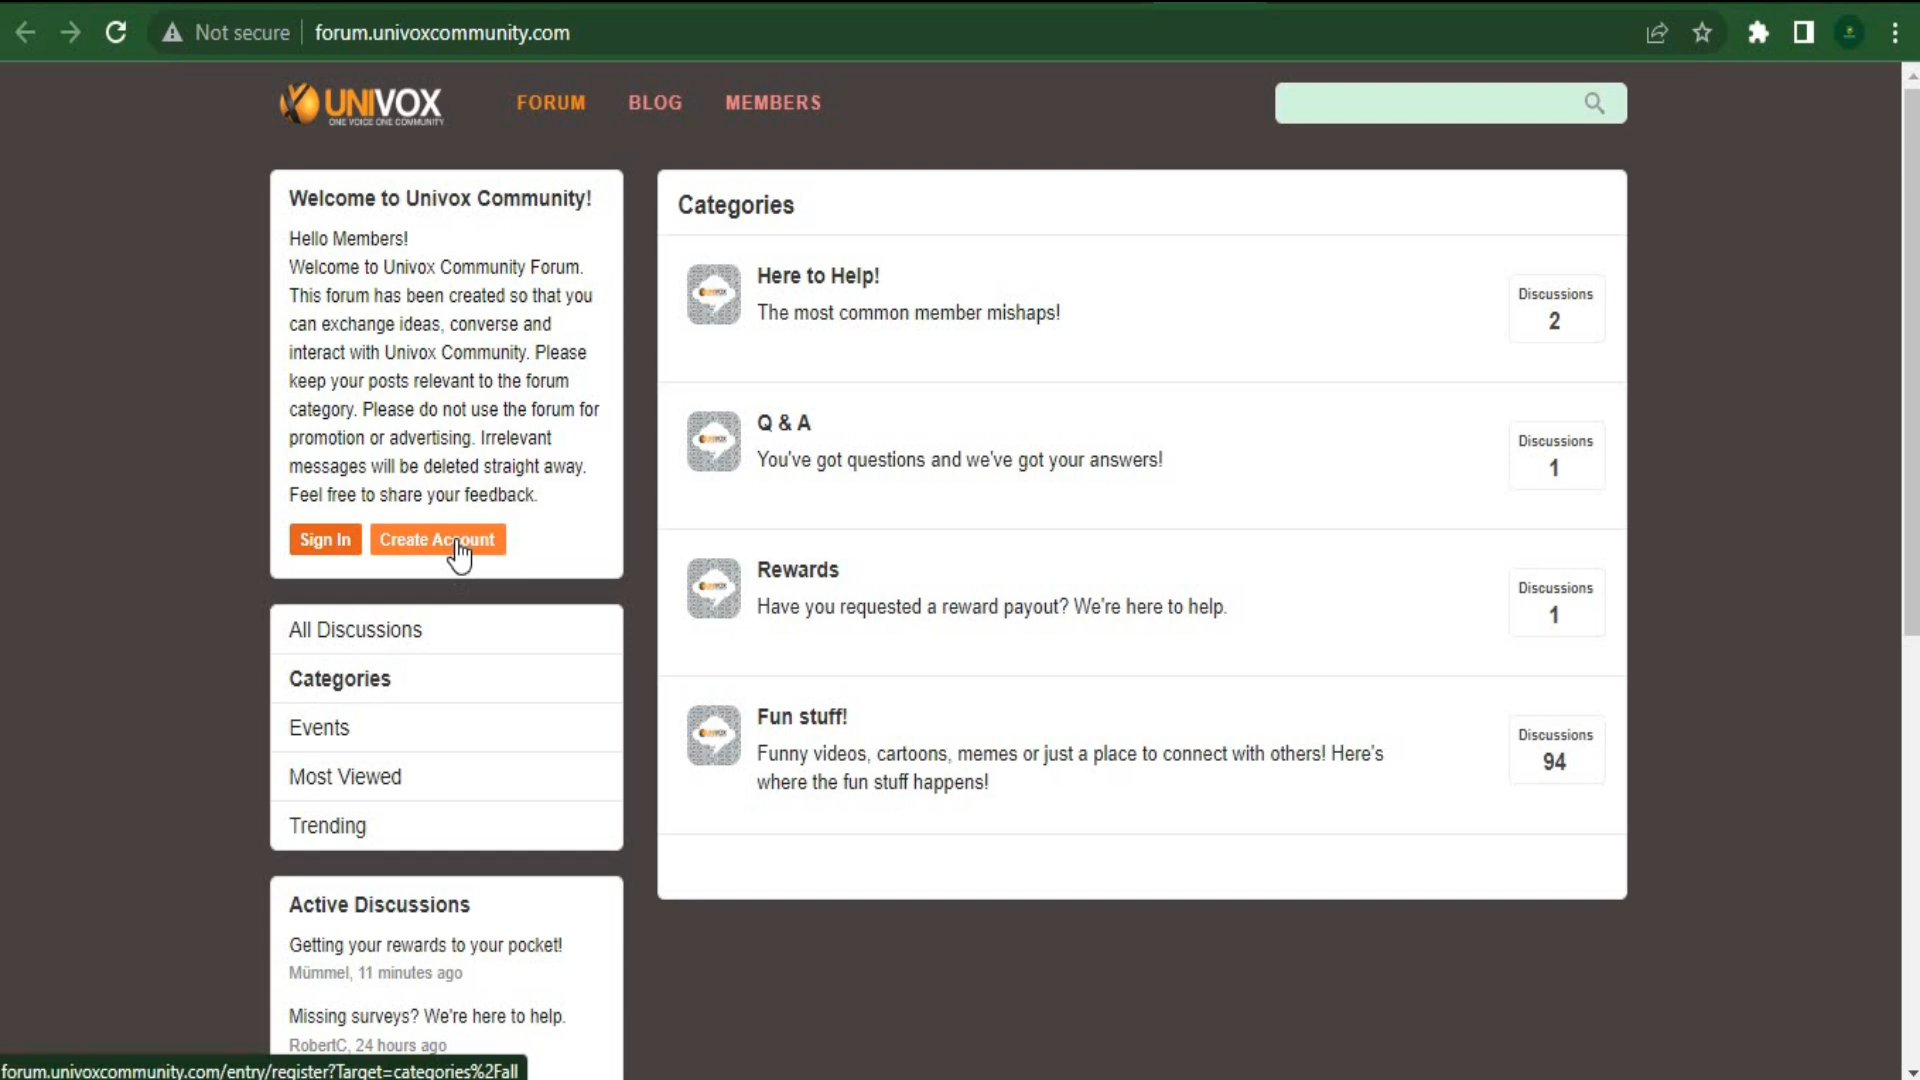 Not secure
forum.univoxcommunity.com
UNIVOX
ONE VOICE ONE COMMUNITY
FORUM
BLOG
MEMBERS
Welcome to Univox Community!
Hello Members!
Welcome to Univox Community Forum.
This forum has been created so that you
can exchange ideas, converse and
interact with Univox Community. Please
keep your posts relevant to the forum
category. Please do not use the forum for
promotion or advertising. Irrelevant
messages will be deleted straight away.
Feel free to share your feedback.
Sign In
Create Account
All Discussions
Categories
Events
Most Viewed
Trending
Active Discussions
Getting your rewards to your pocket!
Mümmel, 11 minutes ago
Missing surveys? We're here to help.
RobertC, 24 hours ago
Categories
Here to Help!
The most common member mishaps!
Discussions
2
Q & A
You've got questions and we've got your answers!
Discussions
1
Rewards
Have you requested a reward payout? We're here to help.
Discussions
1
Fun stuff!
Funny videos, cartoons, memes or just a place to connect with others! Here's
where the fun stuff happens!
Discussions
94
forum.univoxcommunity.com/entry/register?Target=categories%2Fall